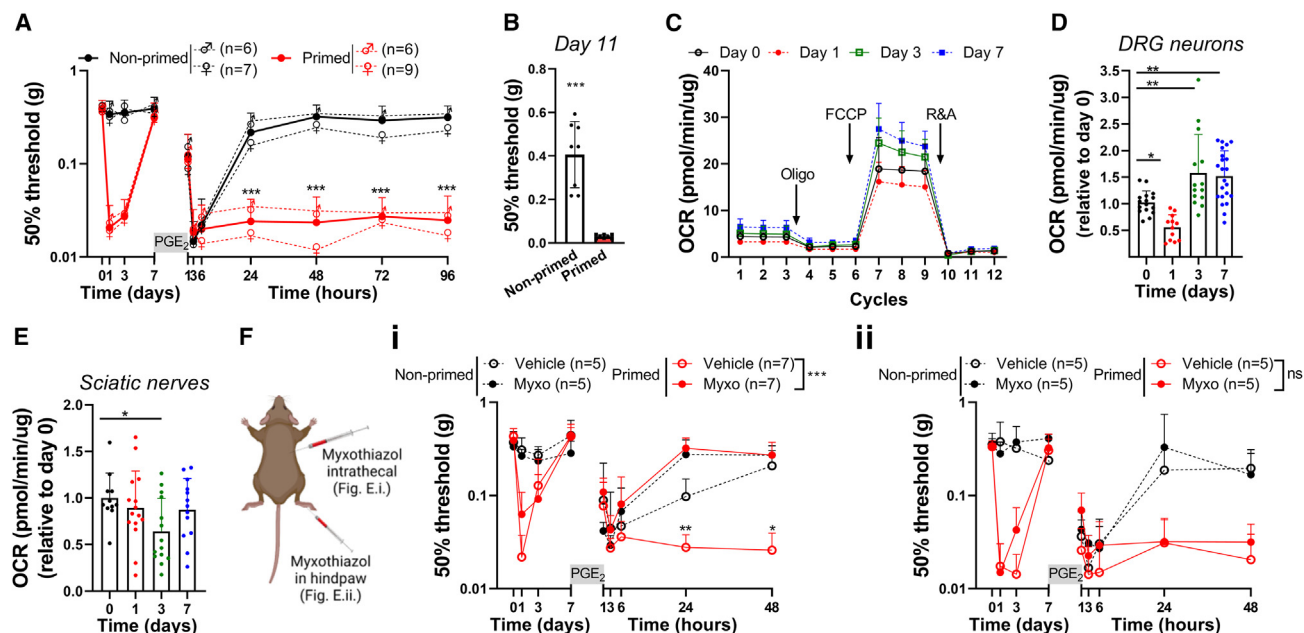 A
Non-primed ♂ (n=6)
♀ (n=7)
Primed ♂ (n=6)
♀ (n=9)
50% threshold (g)
1
0.1
0.01
*** *** *** ***
PGE2
0 1 3 7
1 3 6 24 48 72 96
Time (days)
Time (hours)
B
Day 11
50% threshold (g)
0.8
0.6
0.4
0.2
0.0
***
Non-primed
Primed
C
Day 0 Day 1 Day 3 Day 7
OCR (pmol/min/ug)
40
30
20
10
0
Oligo
FCCP
R&A
1 2 3 4 5 6 7 8 9 10 11 12
Cycles
D
DRG neurons
OCR (pmol/min/ug)
(relative to day 0)
3.5
3.0
2.5
2.0
1.5
1.0
0.5
0.0
**
**
*
0 1 3 7
Time (days)
E
Sciatic nerves
OCR (pmol/min/ug)
(relative to day 0)
2.0
1.5
1.0
0.5
0.0
*
0 1 3 7
Time (days)
F
Myxothiazol
intrathecal
(Fig. E.i.)
Myxothiazol
in hindpaw
(Fig. E.ii.)
i
Non-primed
Vehicle (n=5)
Myxo (n=5)
Primed
Vehicle (n=7)
Myxo (n=7)
***
50% threshold (g)
1
0.1
0.01
**
*
PGE2
0 1 3 7
1 3 6 24 48
Time (days)
Time (hours)
ii
Non-primed
Vehicle (n=5)
Myxo (n=5)
Primed
Vehicle (n=5)
Myxo (n=5)
ns
50% threshold (g)
1
0.1
0.01
PGE2
0 1 3 7
1 3 6 24 48
Time (days)
Time (hours)